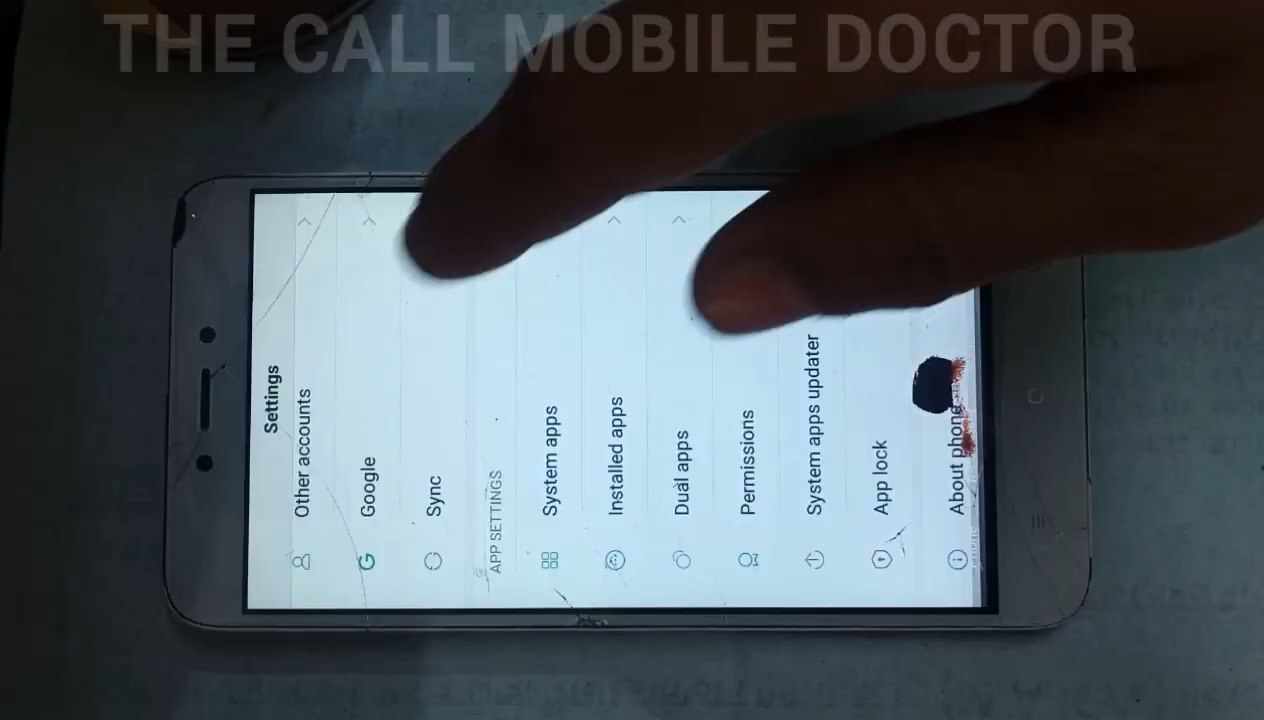 THE CALL MOBILE DOCTOR
Settings
Other accounts
Google
Sync
APP SETTINGS
System apps
Installed apps
Dual apps
Permissions
System apps updater
App lock
About phone